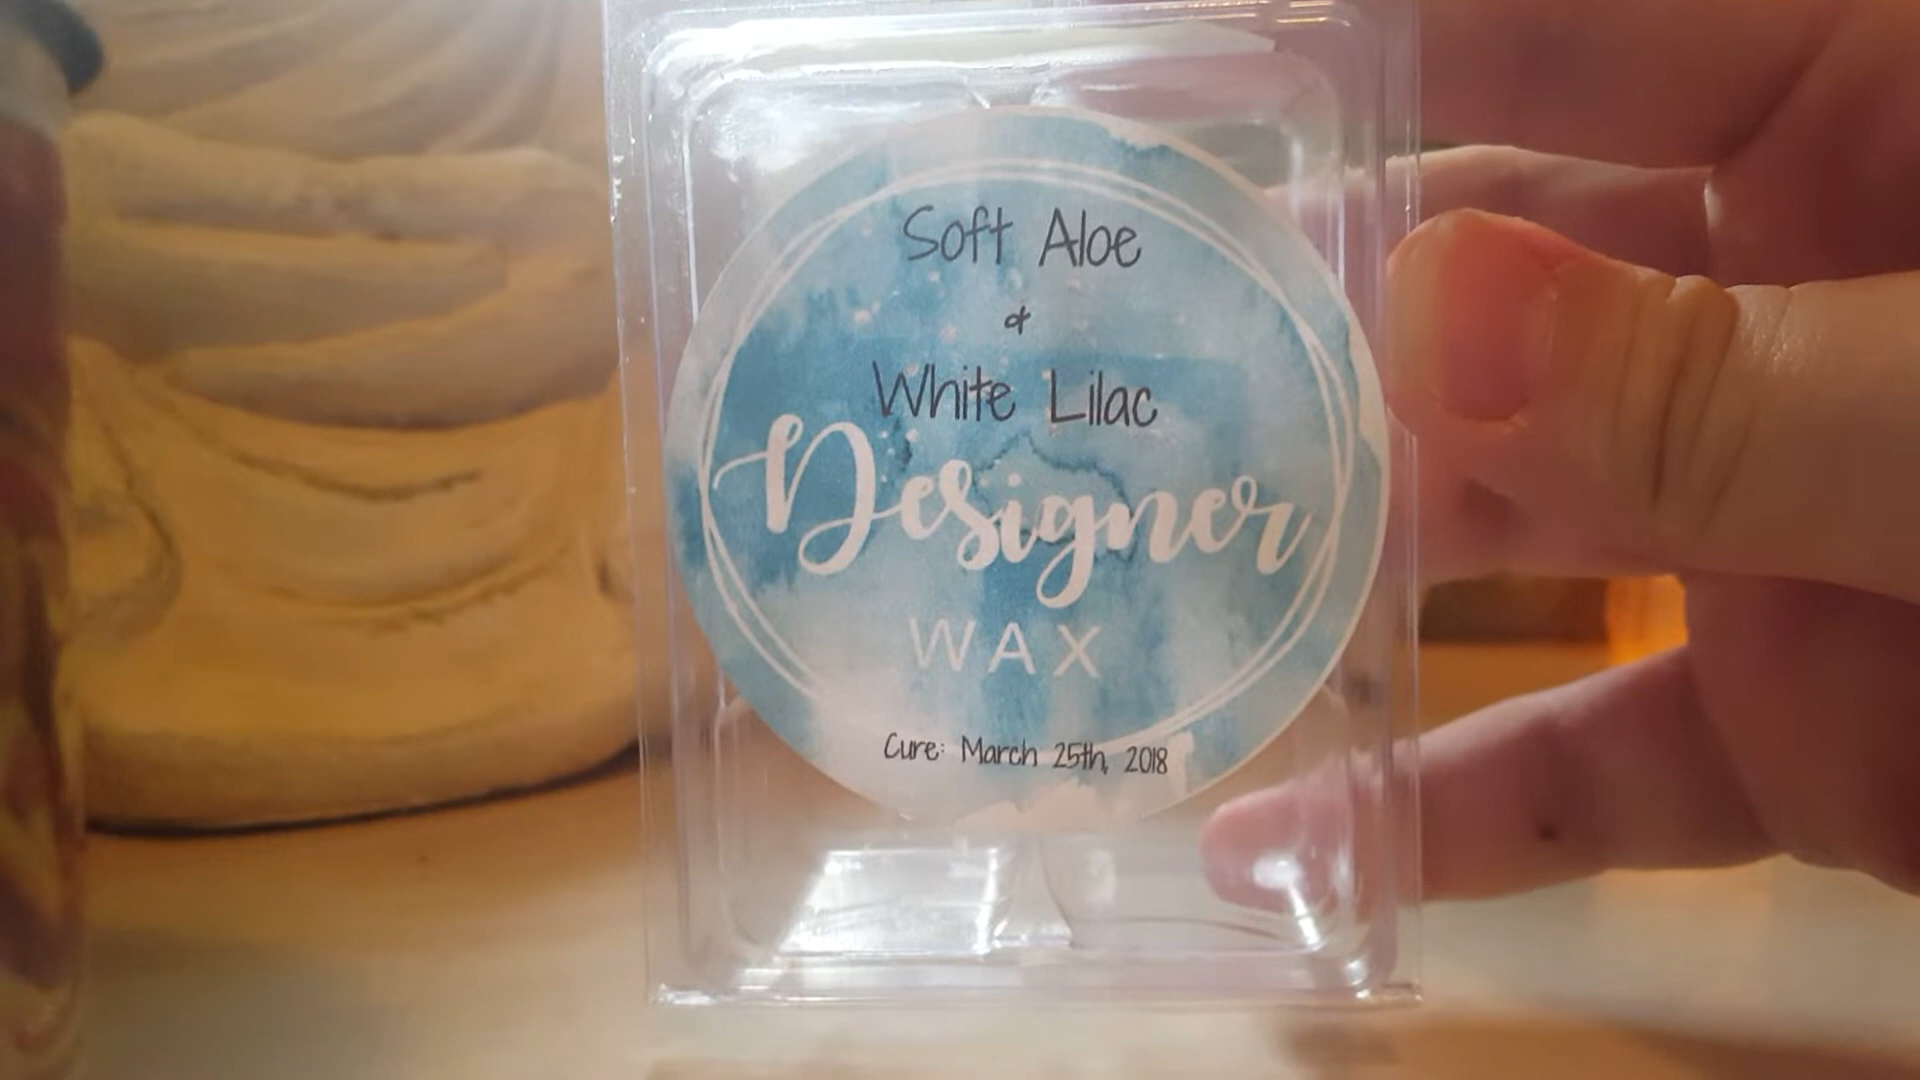 Soft Aloe
&
White Lilac
Designer
WAX
Cure: March 25th, 2018